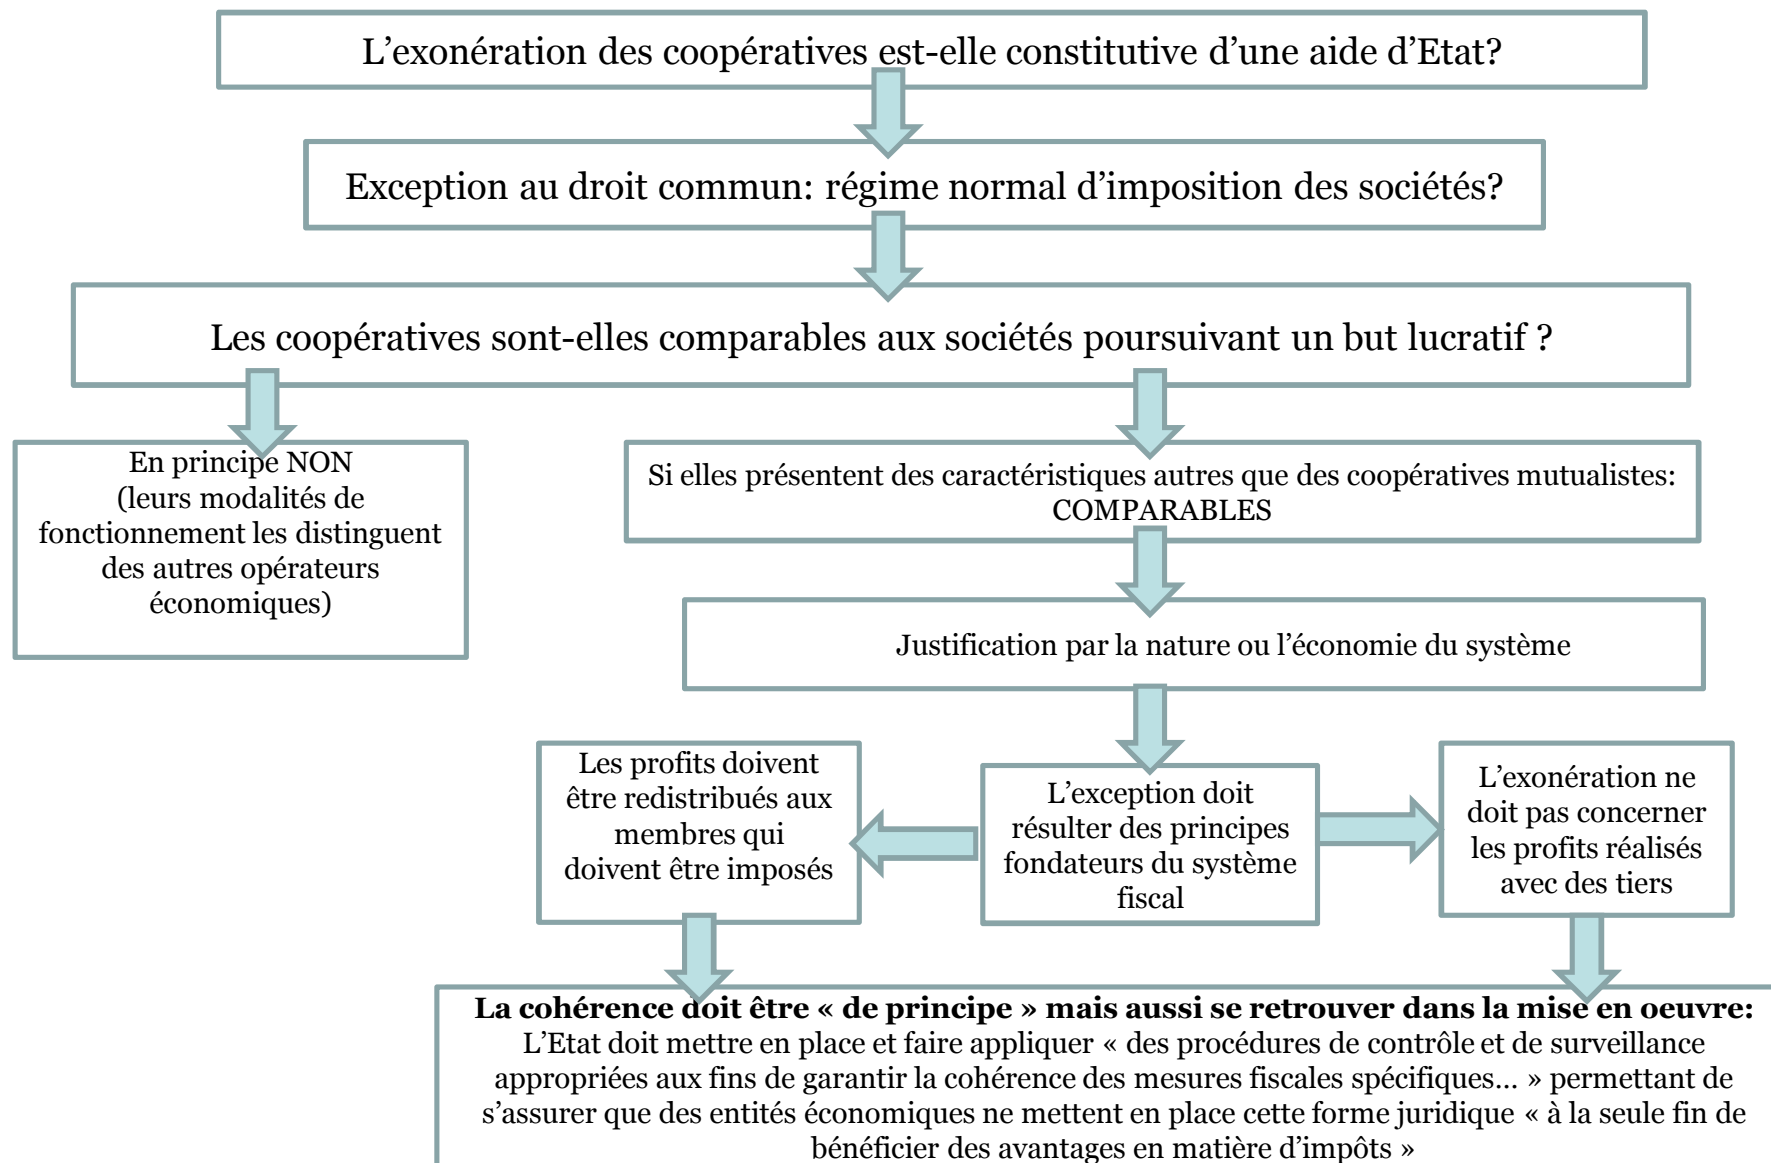 L’exonération des coopératives est-elle constitutive d’une aide d’Etat?
Exception au droit commun: régime normal d’imposition des sociétés?
Les coopératives sont-elles comparables aux sociétés poursuivant un but lucratif ?
En principe NON
(leurs modalités de
fonctionnement les distinguent
des autres opérateurs
économiques)
Si elles présentent des caractéristiques autres que des coopératives mutualistes:
COMPARABLES
Justification par la nature ou l’économie du système
Les profits doivent
être redistribués aux
membres qui
doivent être imposés
L’exception doit
résulter des principes
fondateurs du système
fiscal
L’exonération ne
doit pas concerner
les profits réalisés
avec des tiers
La cohérence doit être « de principe » mais aussi se retrouver dans la mise en oeuvre:
L’Etat doit mettre en place et faire appliquer « des procédures de contrôle et de surveillance
appropriées aux fins de garantir la cohérence des mesures fiscales spécifiques… » permettant de
s’assurer que des entités économiques ne mettent en place cette forme juridique « à la seule fin de
bénéficier des avantages en matière d’impôts »